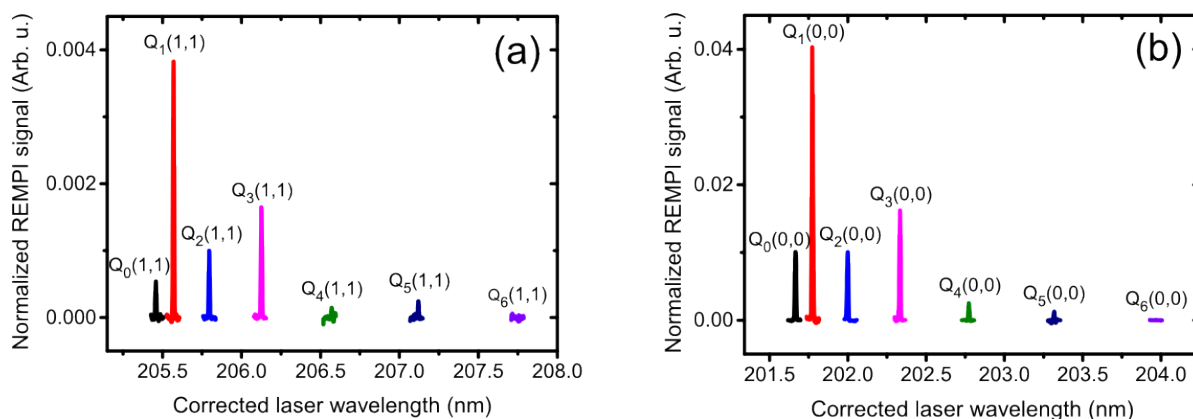 (a)
Normalized REMPI signal (Arb. u.)
0.004
0.002
0.000
Q1(1,1)
Q3(1,1)
Q2(1,1)
Q0(1,1)
Q4(1,1)
Q5(1,1)
Q6(1,1)
205.5 206.0 206.5 207.0 207.5 208.0
Corrected laser wavelength (nm)
(b)
Normalized REMPI signal (Arb. u.)
0.04
0.02
0.00
Q1(0,0)
Q3(0,0)
Q0(0,0)
Q2(0,0)
Q4(0,0)
Q5(0,0)
Q6(0,0)
201.5 202.0 202.5 203.0 203.5 204.0
Corrected laser wavelength (nm)